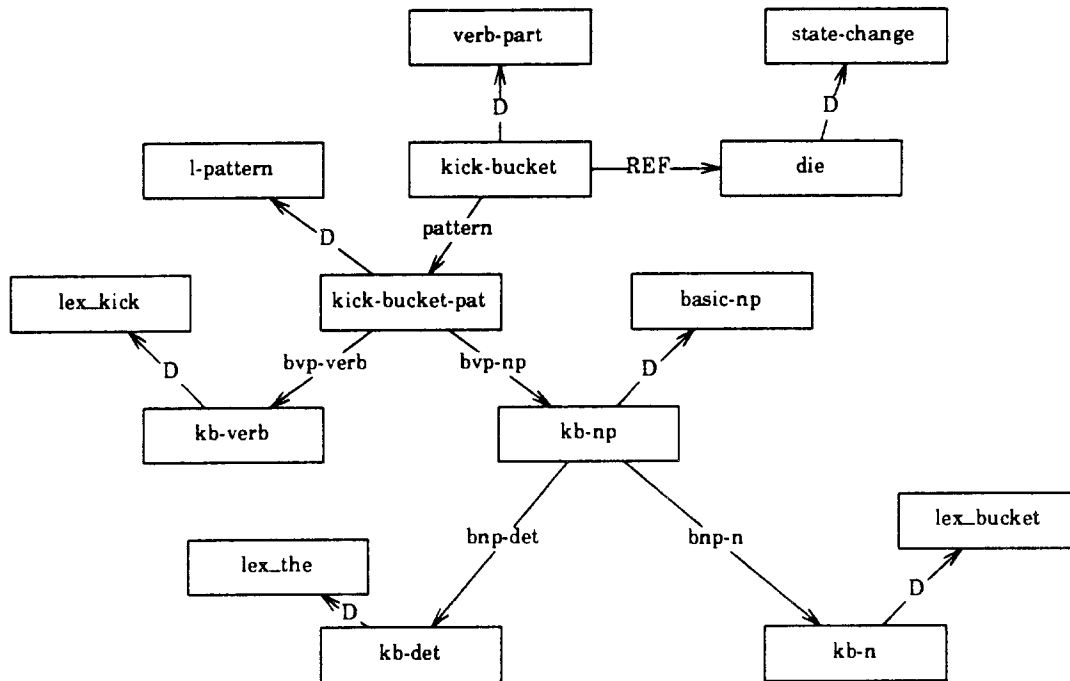 verb-part
state-change
D
D
l-pattern
kick-bucket
REF
die
D
pattern
lex_kick
kick-bucket-pat
basic-np
D
bvp-verb
bvp-np
D
kb-verb
kb-np
lex_bucket
bnp-det
bnp-n
lex_the
D
D
kb-det
kb-n